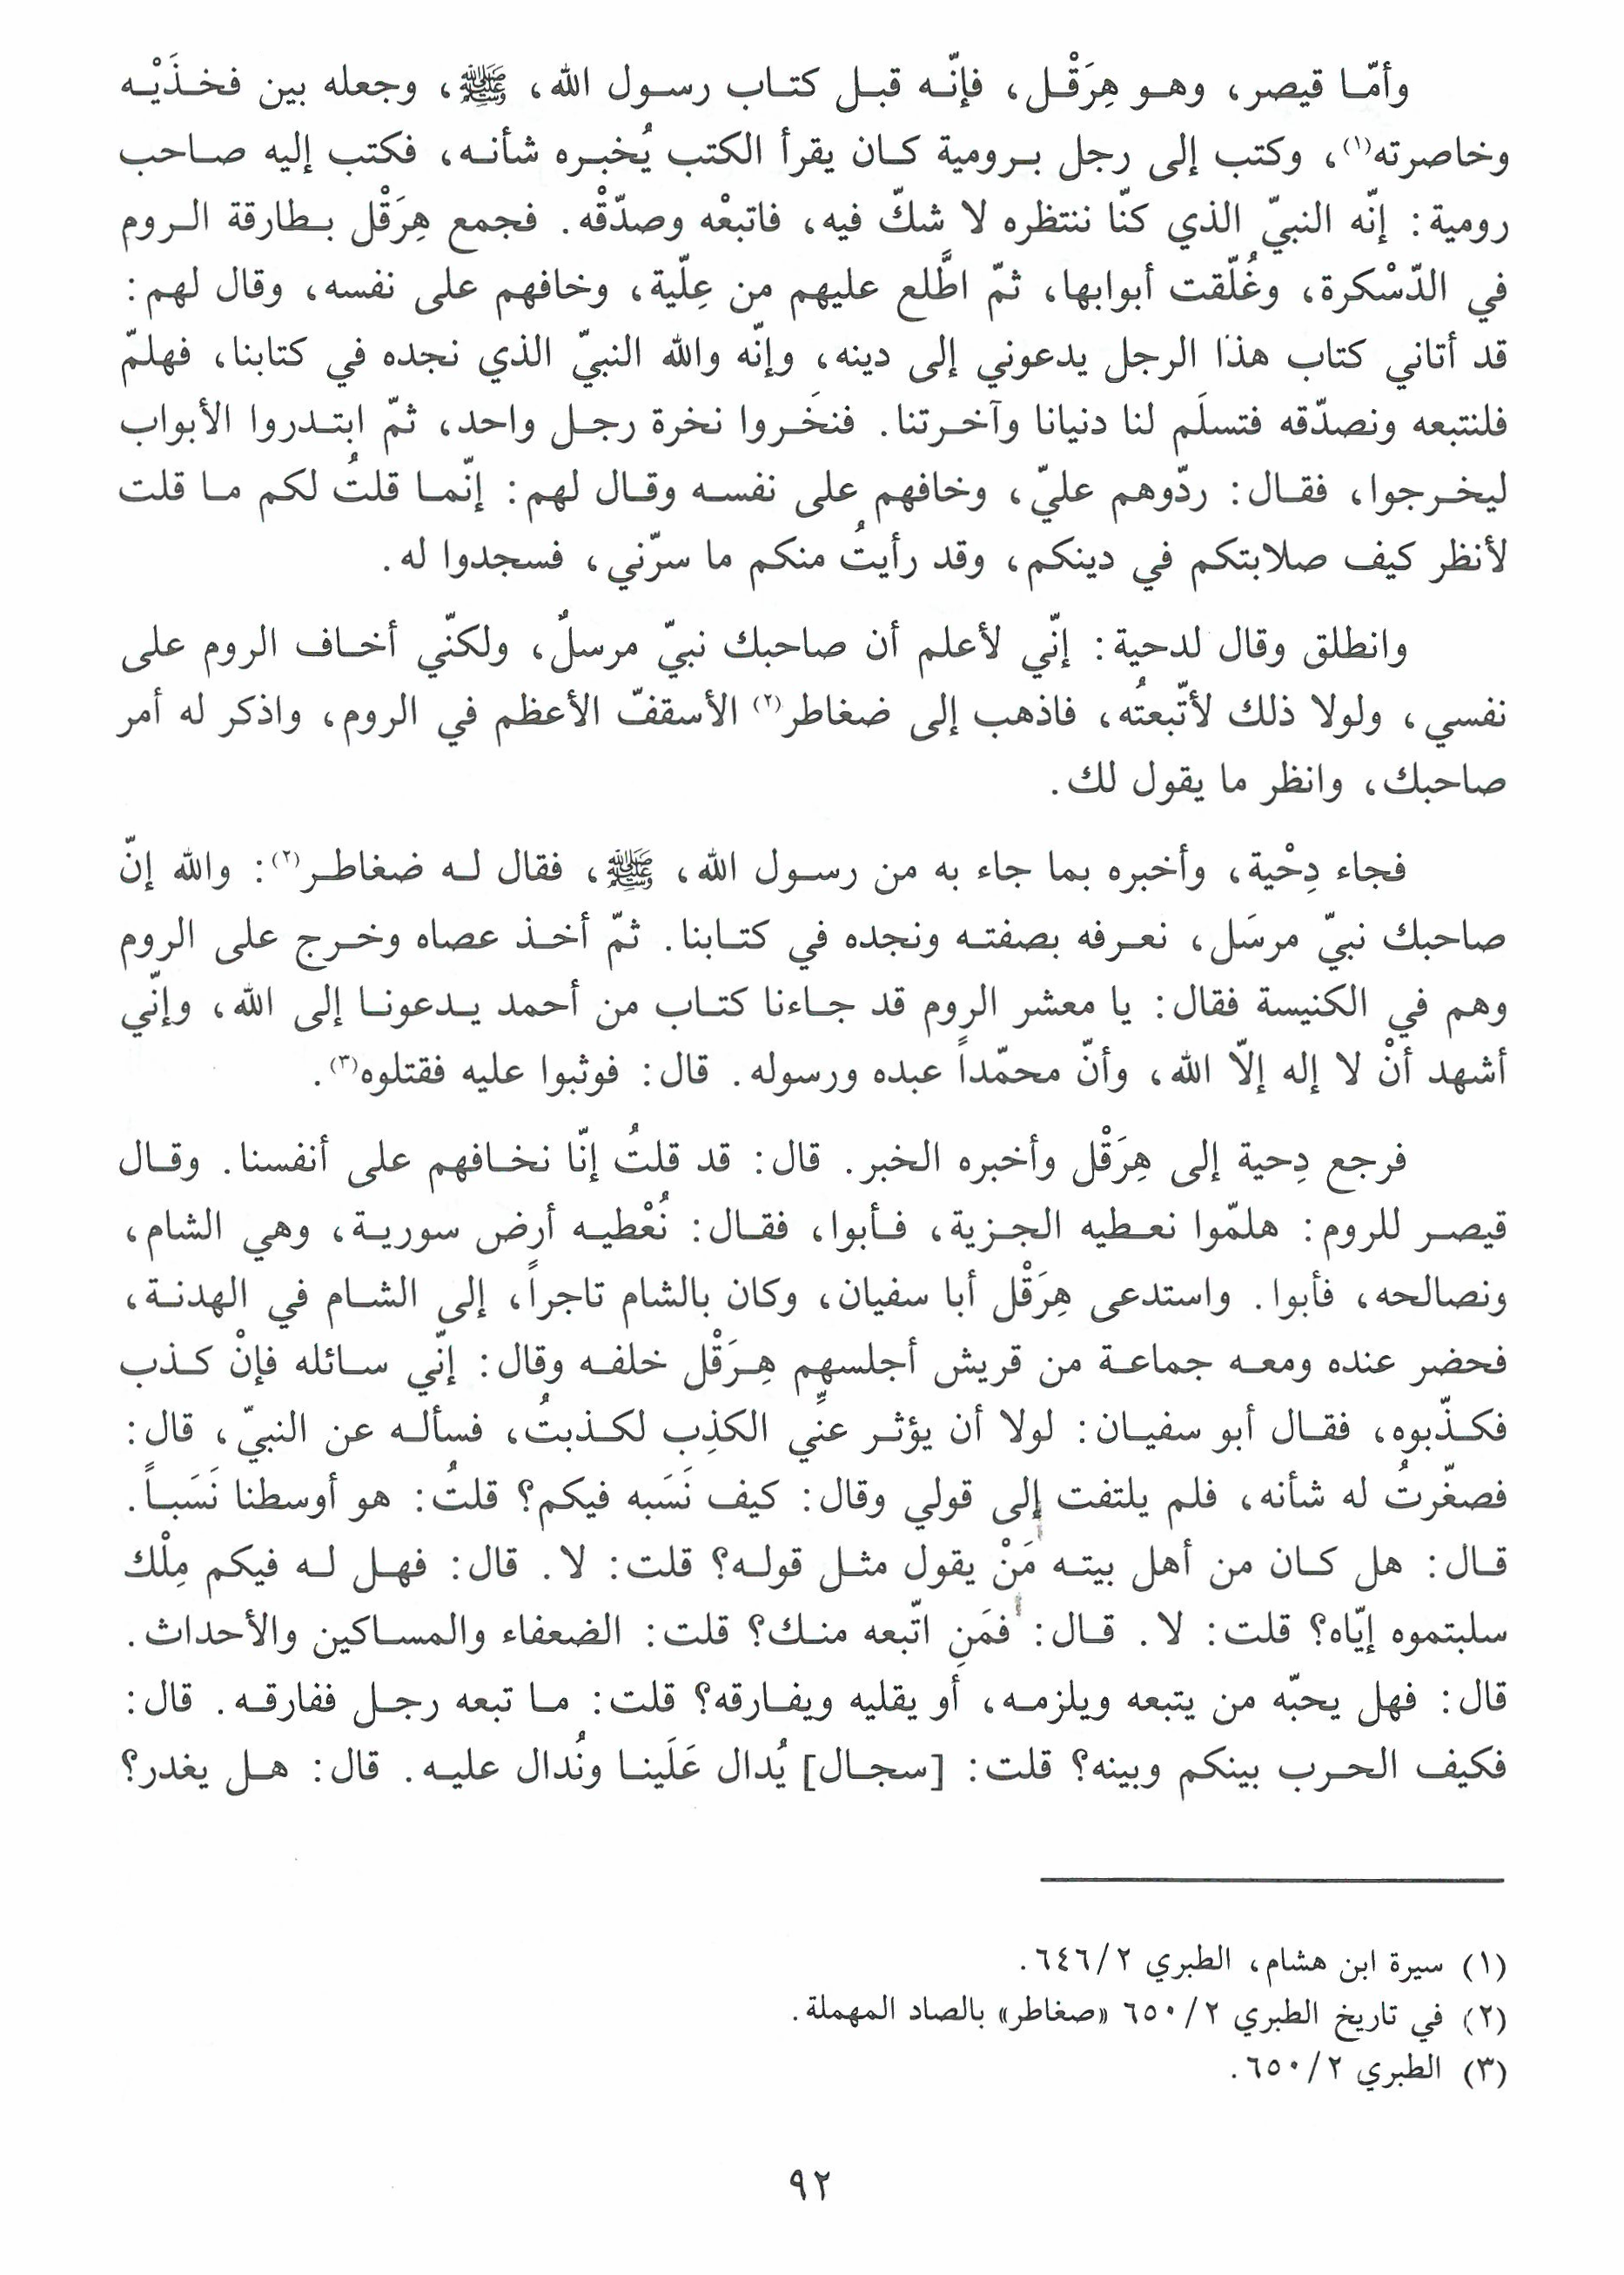 وأمّا قيصر، وهو هِرَقْل، فإنّه قبل كتاب رسول الله، ﷺ، وجعله بين فخذَيْه
وخاصرته(١)، وكتب إلى رجل برومية كان يقرأ الكتب يُخبره شأنه، فكتب إليه صاحب
رومية: إنّه النبيّ الذي كنّا ننتظره لا شكّ فيه، فاتبعْه وصدّقْه. فجمع هِرَقْل بطارقة الروم
في الدّسْكرة، وغُلّقت أبوابها، ثمّ اطَّلع عليهم من عِلّية، وخافهم على نفسه، وقال لهم:
قد أتاني كتاب هذا الرجل يدعوني إلى دينه، وإنّه والله النبيّ الذي نجده في كتابنا، فهلمّ
فلنتبعه ونصدّقه فتسلَم لنا دنيانا وآخرتنا. فنخَروا نخرة رجل واحد، ثمّ ابتدروا الأبواب
ليخرجوا، فقال: ردّوهم عليّ، وخافهم على نفسه وقال لهم: إنّما قلتُ لكم ما قلت
لأنظر كيف صلابتكم في دينكم، وقد رأيتُ منكم ما سرّني، فسجدوا له.
وانطلق وقال لدحية: إنّي لأعلم أن صاحبك نبيّ مرسلٌ، ولكنّي أخاف الروم على
نفسي، ولولا ذلك لأتّبعتُه، فاذهب إلى ضغاطر(٢) الأسقفّ الأعظم في الروم، واذكر له أمر
صاحبك، وانظر ما يقول لك.
فجاء دِحْية، وأخبره بما جاء به من رسول الله، ﷺ، فقال له ضغاطر(٢): والله إنّ
صاحبك نبيّ مرسَل، نعرفه بصفته ونجده في كتابنا. ثمّ أخذ عصاه وخرج على الروم
وهم في الكنيسة فقال: يا معشر الروم قد جاءنا كتاب من أحمد يدعونا إلى الله، وإنّي
أشهد أنْ لا إله إلّا الله، وأنّ محمّداً عبده ورسوله. قال: فوثبوا عليه فقتلوه(٣).
فرجع دِحية إلى هِرَقْل وأخبره الخبر. قال: قد قلتُ إنّا نخافهم على أنفسنا. وقال
قيصر للروم: هلمّوا نعطيه الجزية، فأبوا، فقال: نُعْطيه أرض سورية، وهي الشام،
ونصالحه، فأبوا. واستدعى هِرَقْل أبا سفيان، وكان بالشام تاجراً، إلى الشام في الهدنة،
فحضر عنده ومعه جماعة من قريش أجلسهم هِرَقْل خلفه وقال: إنّي سائله فإنْ كذب
فكذّبوه، فقال أبو سفيان: لولا أن يؤثر عنِّي الكذِب لكذبتُ، فسأله عن النبيّ، قال:
فصغّرتُ له شأنه، فلم يلتفت إلى قولي وقال: كيف نَسَبه فيكم؟ قلتُ: هو أوسطنا نَسَباً.
قال: هل كان من أهل بيته مَنْ يقول مثل قوله؟ قلت: لا. قال: فهل له فيكم مِلْك
سلبتموه إيّاه؟ قلت: لا. قال: فمَنِ اتّبعه منك؟ قلت: الضعفاء والمساكين والأحداث.
قال: فهل يحبّه من يتبعه ويلزمه، أو يقليه ويفارقه؟ قلت: ما تبعه رجل ففارقه. قال:
فكيف الحرب بينكم وبينه؟ قلت: [سجال] يُدال عَلَينا ونُدال عليه. قال: هل يغدر؟
(١) سيرة ابن هشام، الطبري ٦٤٦/٢.
(٢) في تاريخ الطبري ٦٥٠/٢ «صغاطر» بالصاد المهملة.
(٣) الطبري ٦٥٠/٢.
٩٢